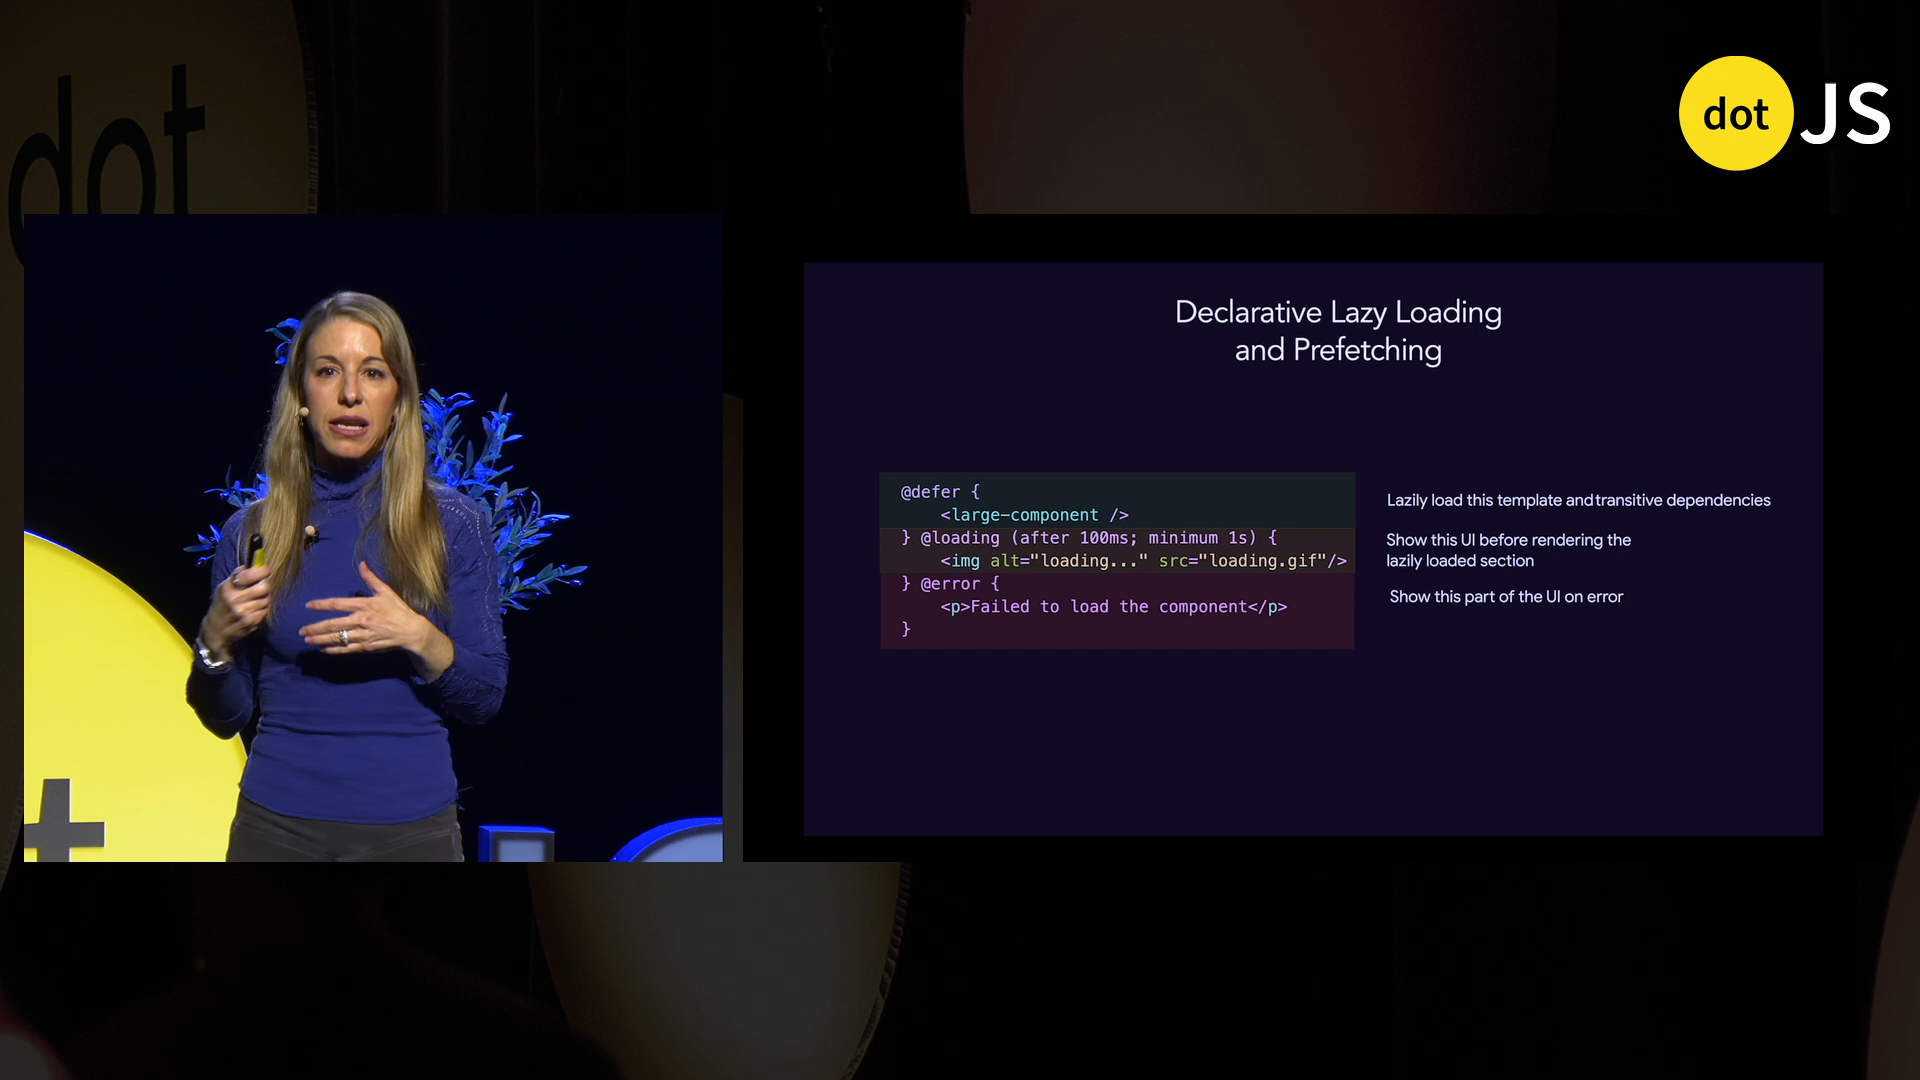 dot
dot JS
t
Declarative Lazy Loading
and Prefetching
@defer {
<large-component />
} @loading (after 100ms; minimum 1s) {
<img alt="loading..." src="loading.gif"/>
} @error {
<p>Failed to load the component</p>
}
Lazily load this template and transitive dependencies
Show this UI before rendering the
lazily loaded section
Show this part of the UI on error